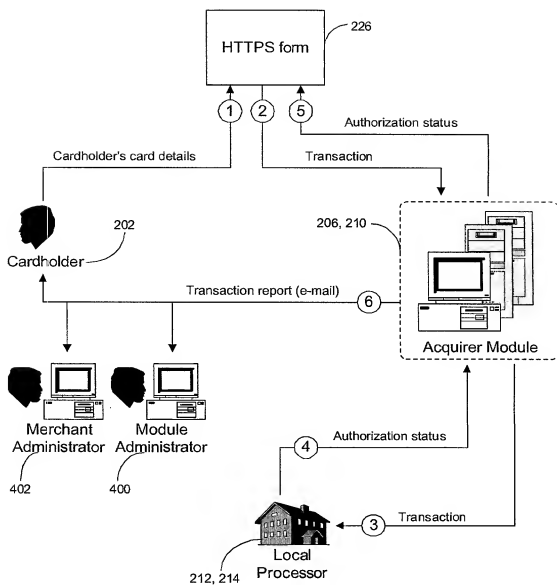 226
HTTPS form
1
2
5
Authorization status
Cardholder's card details
Transaction
202
206, 210
Cardholder
Transaction report (e-mail)
6
Acquirer Module
Merchant
Administrator
Module
Administrator
4
Authorization status
402
400
3
Transaction
212, 214
Local
Processor